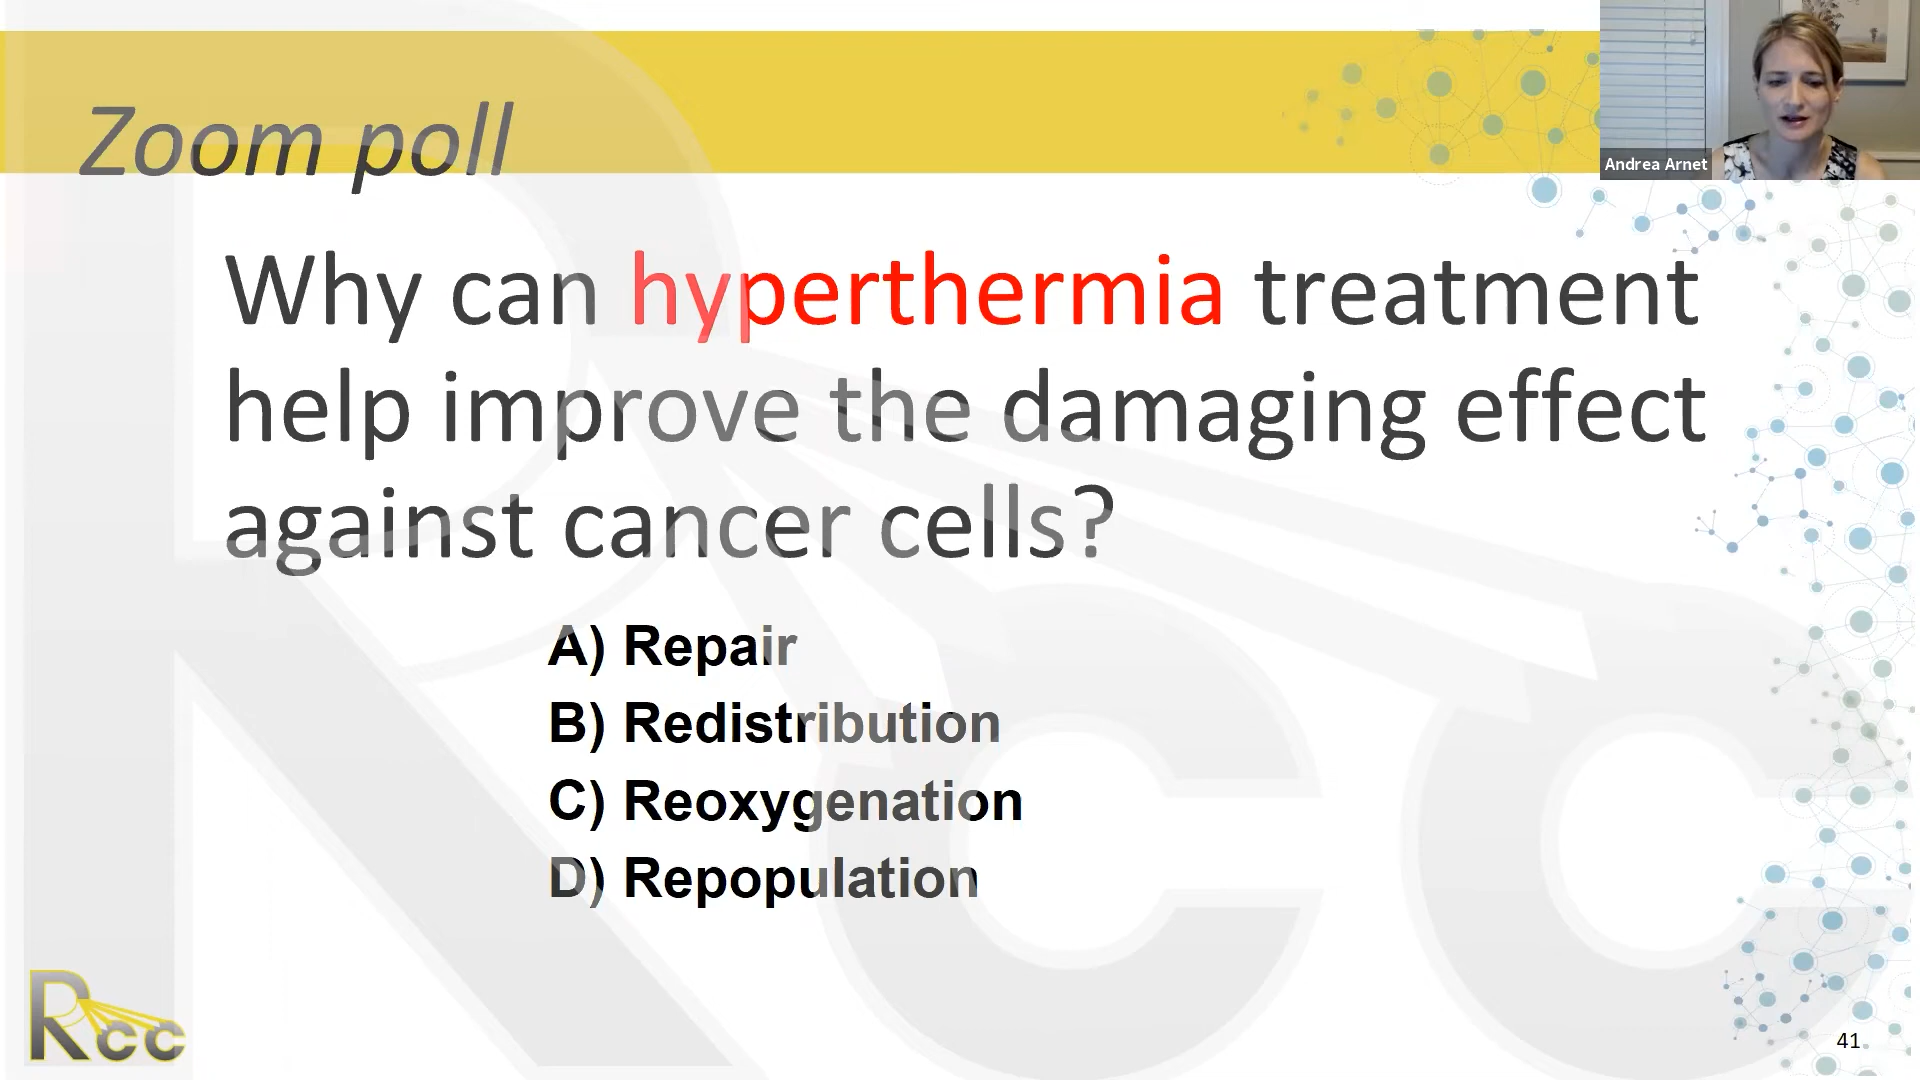 Zoom poll
Andrea Arnet
Why can hyperthermia treatment
help improve the damaging effect
against cancer cells?
A) Repair
B) Redistribution
C) Reoxygenation
D) Repopulation
Rcc
41